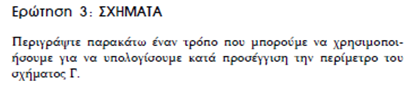 Ερώτηση 3: ΣΧΗΜΑΤΑ
Περιγράψτε παρακάτω έναν τρόπο που μπορούμε να χρησιμοποι-
ήσουμε για να υπολογίσουμε κατά προσέγγιση την περίμετρο του
σχήματος Γ.